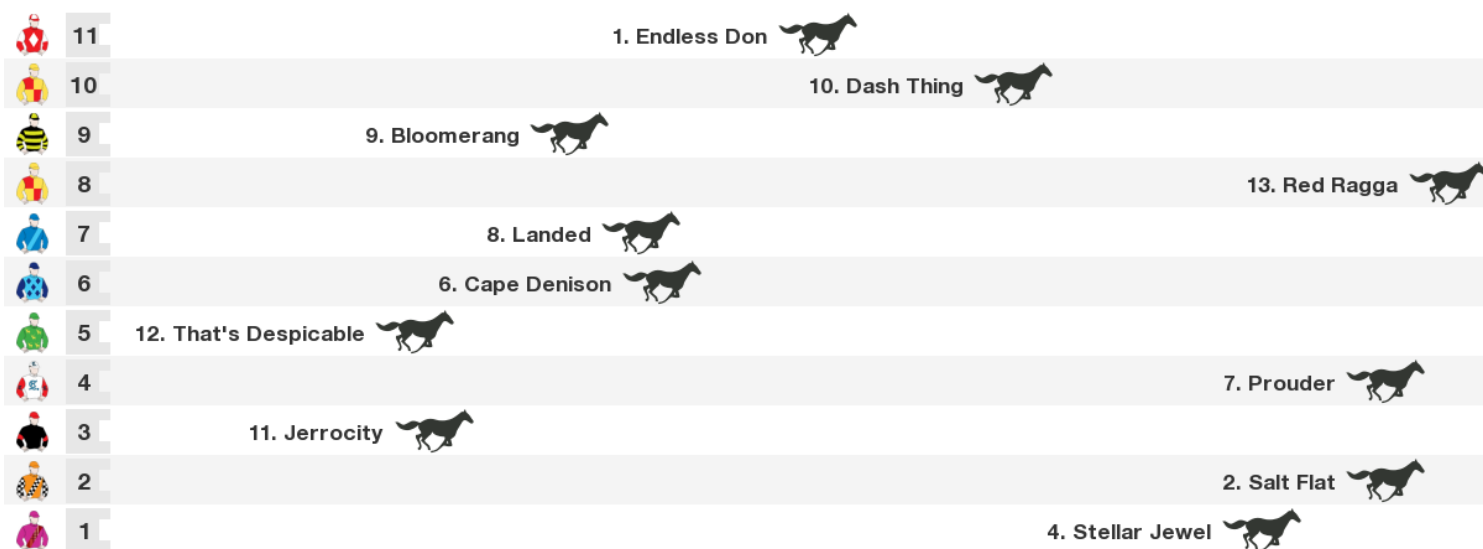 11 1. Endless Don
10 10. Dash Thing
9 9. Bloomerang
8 13. Red Ragga
7 8. Landed
6 6. Cape Denison
5 12. That's Despicable
4 7. Prouder
3 11. Jerrocity
2 2. Salt Flat
1 4. Stellar Jewel